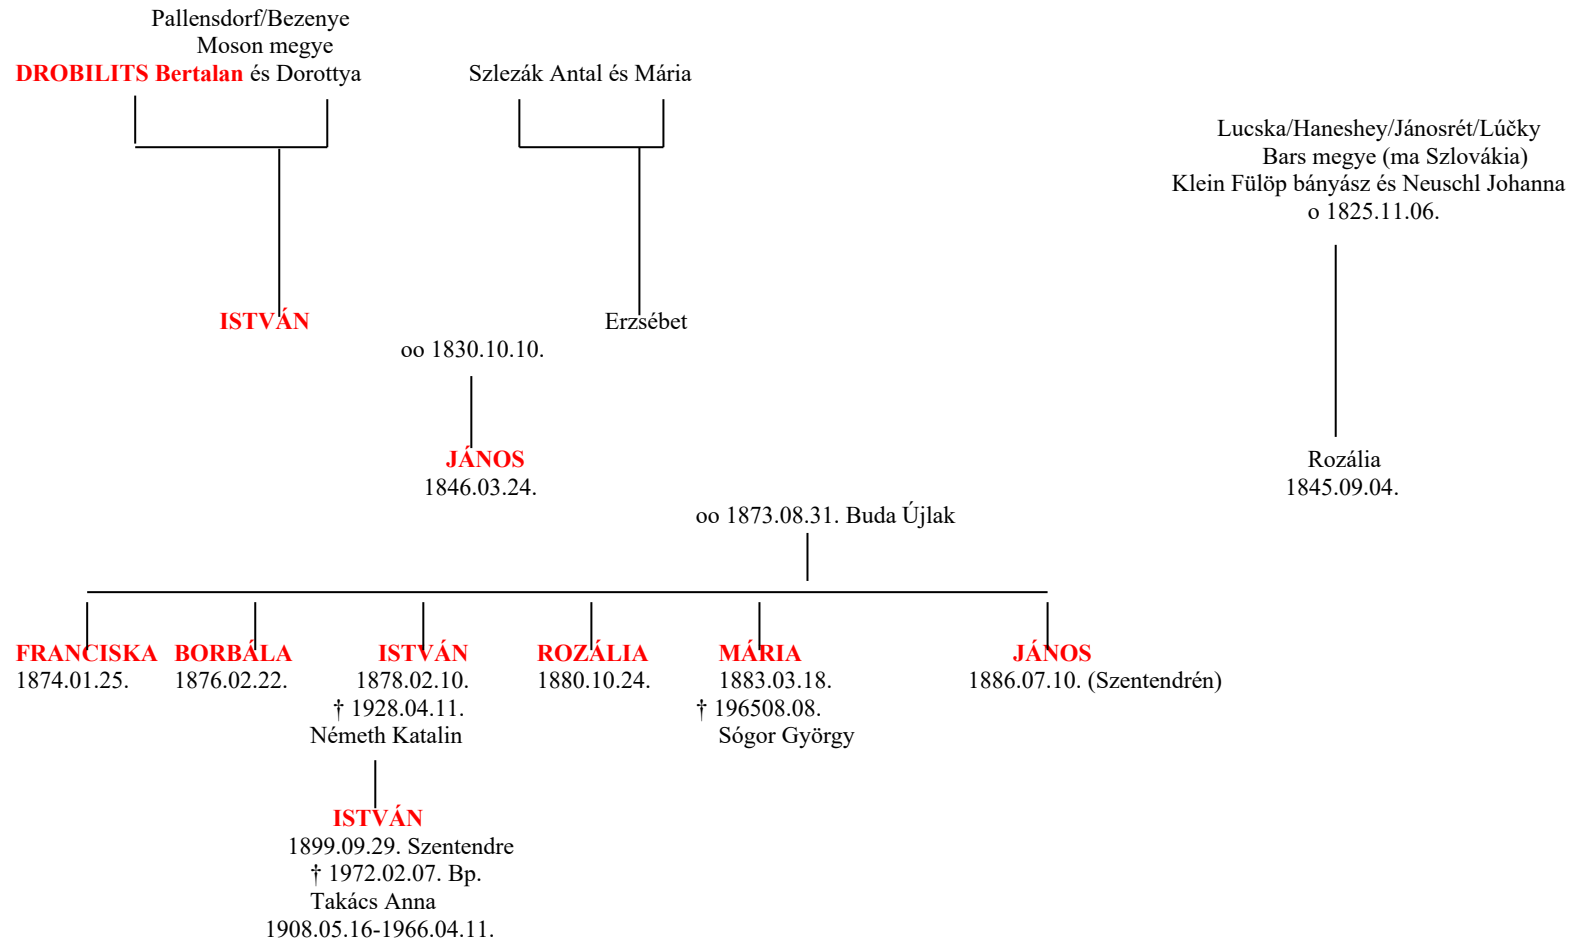 Pallensdorf/Bezenye
Moson megye
DROBILITS Bertalan és Dorottya
Szlezák Antal és Mária
Lucska/Haneshey/Jánosrét/Lúčky
Bars megye (ma Szlovákia)
Klein Fülöp bányász és Neuschl Johanna
o 1825.11.06.
ISTVÁN
Erzsébet
oo 1830.10.10.
JÁNOS
1846.03.24.
Rozália
1845.09.04.
oo 1873.08.31. Buda Újlak
FRANCISKA
1874.01.25.
BORBÁLA
1876.02.22.
ISTVÁN
1878.02.10.
† 1928.04.11.
Németh Katalin
ROZÁLIA
1880.10.24.
MÁRIA
1883.03.18.
† 196508.08.
Sógor György
JÁNOS
1886.07.10. (Szentendrén)
ISTVÁN
1899.09.29. Szentendre
† 1972.02.07. Bp.
Takács Anna
1908.05.16-1966.04.11.